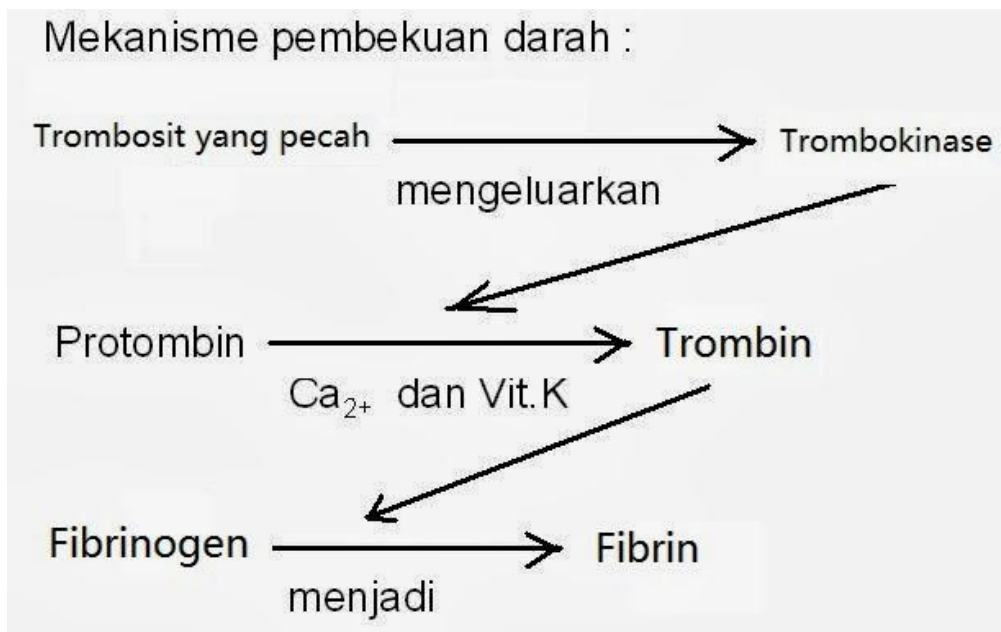 Mekanisme pembekuan darah :
Trombosit yang pecah
Trombokinase
mengeluarkan
Protombin
Trombin
Ca₂₊ dan Vit.K
Fibrinogen
Fibrin
menjadi